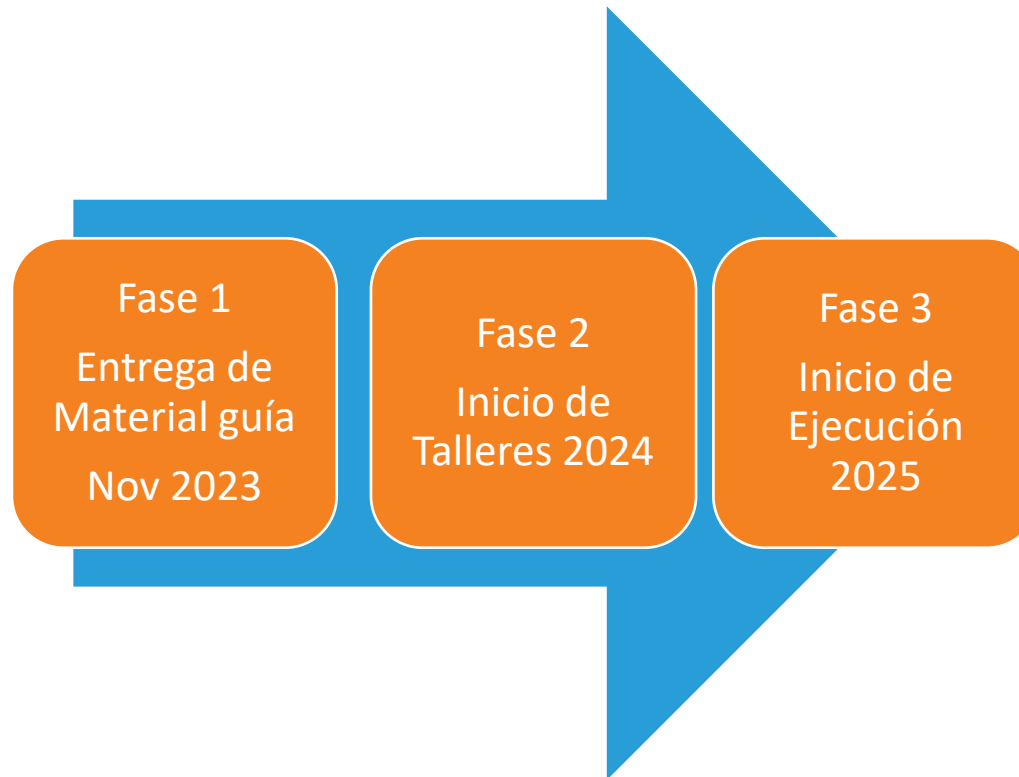 Fase 1
Entrega de
Material guía
Nov 2023
Fase 2
Inicio de
Talleres 2024
Fase 3
Inicio de
Ejecución
2025